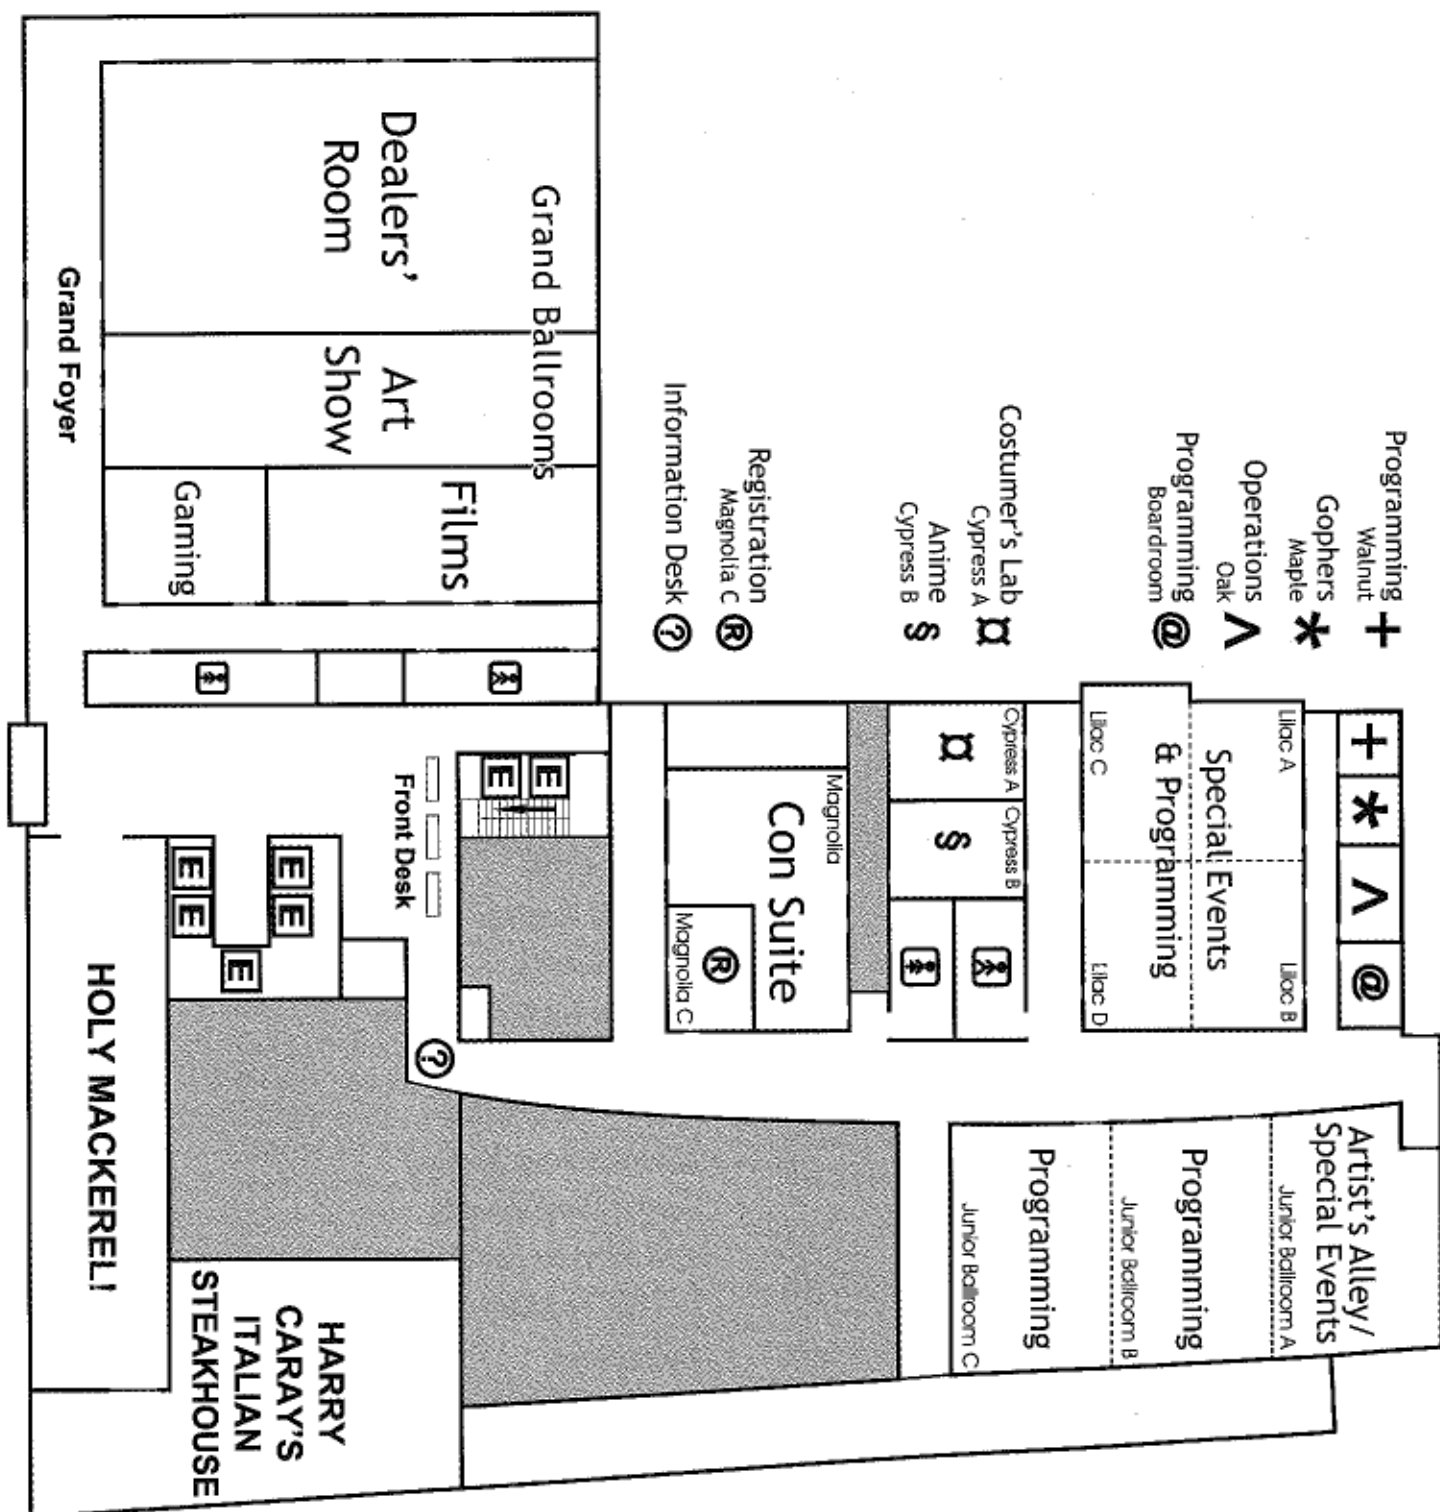 Programming
Walnut +
Gophers
Maple *
Operations
Oak Λ
Programming
Boardroom @
Costumer's Lab
Cypress A ¤
Anime
Cypress B §
Registration
Magnolia C ®
Information Desk ?
Grand Ballrooms
Dealers'
Room
Art
Show
Films
Gaming
Grand Foyer
+
*
Λ
@
Lilac A
Lilac B
Special Events
& Programming
Lilac C
Lilac D
Cypress A
¤
Cypress B
§
Magnolia
Con Suite
®
Magnolia C
E
E
Front Desk
E
E
E
E
E
?
Artist's Alley/
Special Events
Junior Ballroom A
Programming
Junior Ballroom B
Programming
Junior Ballroom C
HOLY MACKEREL!
HARRY
CARAY'S
ITALIAN
STEAKHOUSE